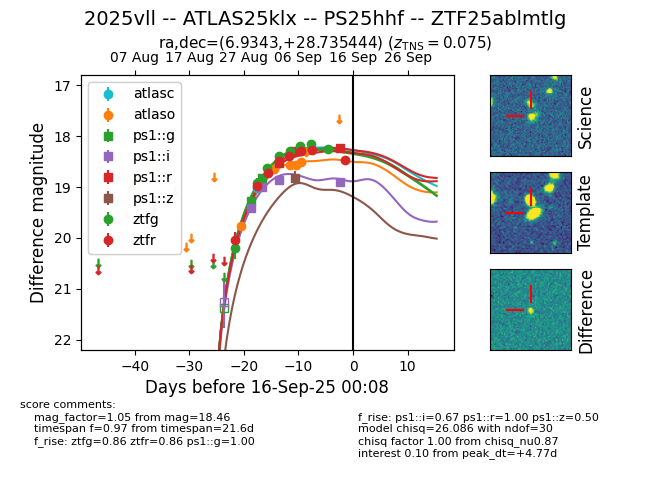 2025vll -- ATLAS25klx -- PS25hhf -- ZTF25ablmtlg
ra,dec=(6.9343,+28.735444) (z_TNS = 0.075)
07 Aug 17 Aug 27 Aug 06 Sep 16 Sep 26 Sep
17
18
19
20
21
22
Difference magnitude
atlasc
atlaso
ps1::g
ps1::i
ps1::r
ps1::z
ztfg
ztfr
−40 −30 −20 −10 0 10
Days before 16-Sep-25 00:08
Science
Template
Difference
score comments:
mag_factor=1.05 from mag=18.46
timespan f=0.97 from timespan=21.6d
f_rise: ztfg=0.86 ztfr=0.86 ps1::g=1.00
f_rise: ps1::i=0.67 ps1::r=1.00 ps1::z=0.50
model chisq=26.086 with ndof=30
chisq factor 1.00 from chisq_nu0.87
interest 0.10 from peak_dt=+4.77d